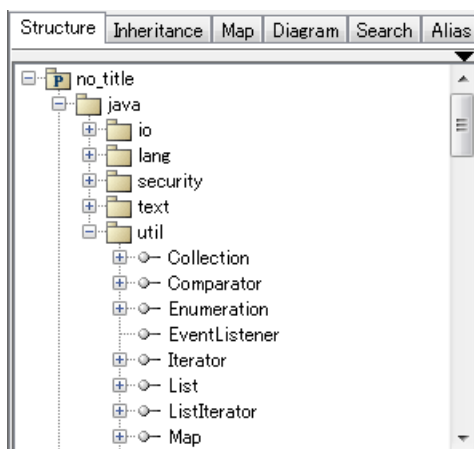 Structure Inheritance Map Diagram Search Alias
P no_title
java
io
lang
security
text
util
Collection
Comparator
Enumeration
EventListener
Iterator
List
ListIterator
Map